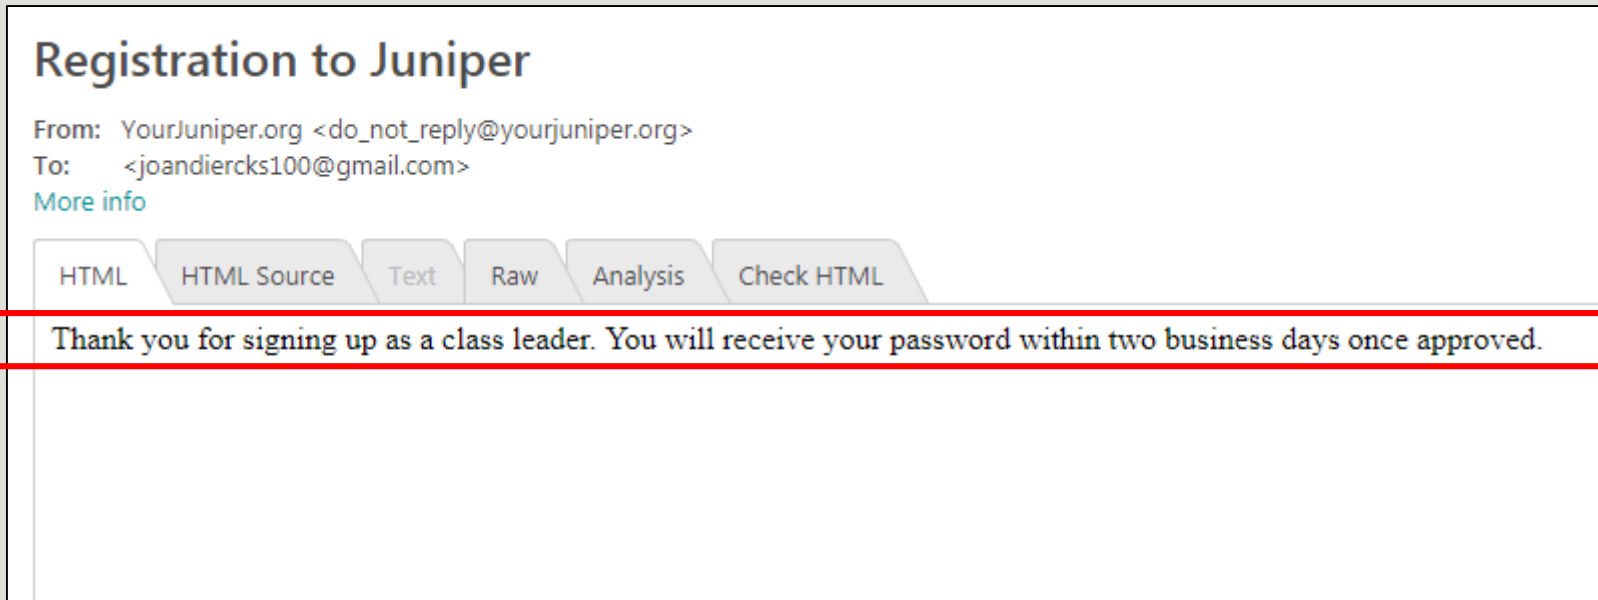 Registration to Juniper
From: YourJuniper.org <do_not_reply@yourjuniper.org>
To: <joandiercks100@gmail.com>
More info
HTML HTML Source Text Raw Analysis Check HTML
Thank you for signing up as a class leader. You will receive your password within two business days once approved.